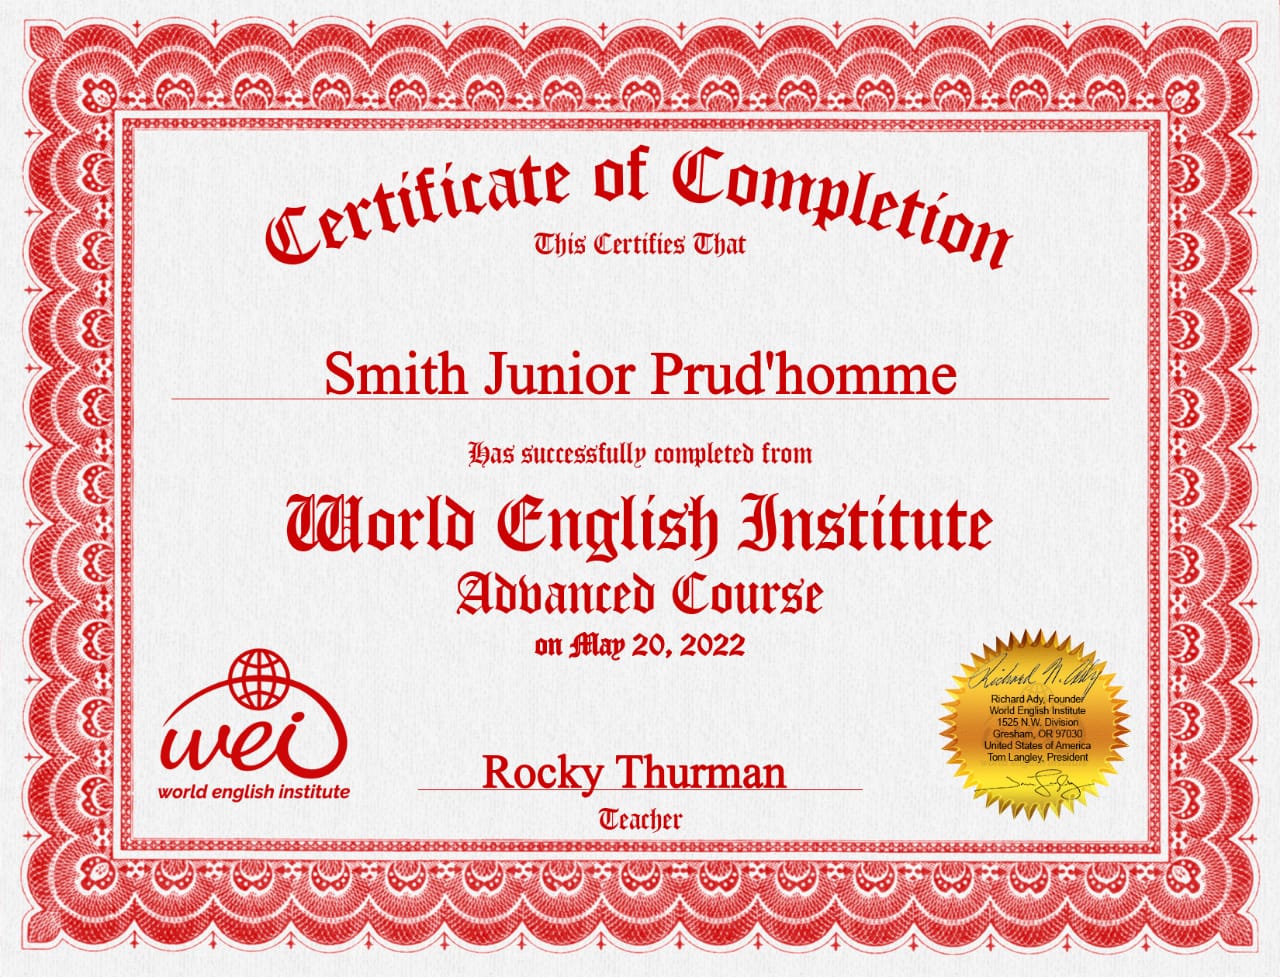 Certificate of Completion
This Certifies That
Smith Junior Prud'homme
Has successfully completed from
World English Institute
Advanced Course
on May 20, 2022
wei
world english institute
Rocky Thurman
Teacher
Richard N. Ady
Richard Ady, Founder
World English Institute
1525 N.W. Division
Gresham, OR 97030
United States of America
Tom Langley, President